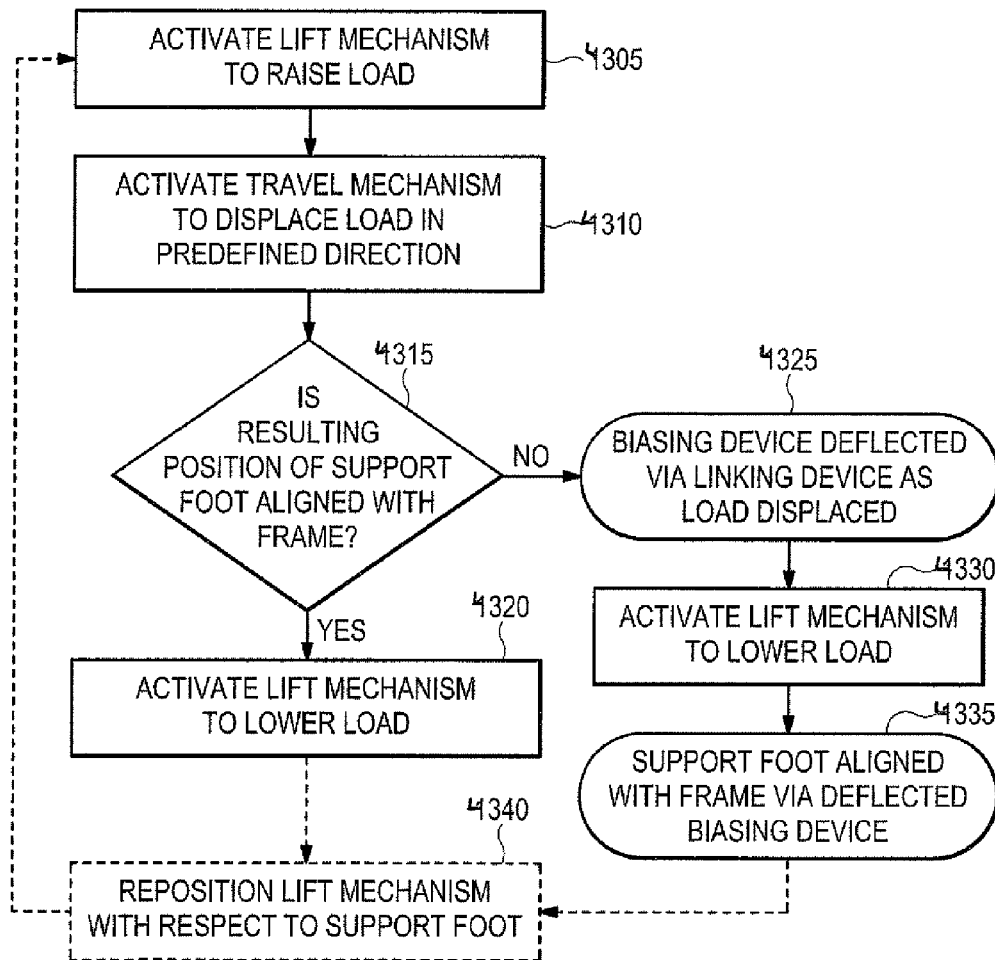 ACTIVATE LIFT MECHANISM
TO RAISE LOAD
4305
ACTIVATE TRAVEL MECHANISM
TO DISPLACE LOAD IN
PREDEFINED DIRECTION
4310
4315
IS
RESULTING
POSITION OF SUPPORT
FOOT ALIGNED WITH
FRAME?
NO
4325
BIASING DEVICE DEFLECTED
VIA LINKING DEVICE AS
LOAD DISPLACED
YES
4320
ACTIVATE LIFT MECHANISM
TO LOWER LOAD
4330
ACTIVATE LIFT MECHANISM
TO LOWER LOAD
4335
SUPPORT FOOT ALIGNED
WITH FRAME VIA DEFLECTED
BIASING DEVICE
4340
REPOSITION LIFT MECHANISM
WITH RESPECT TO SUPPORT FOOT